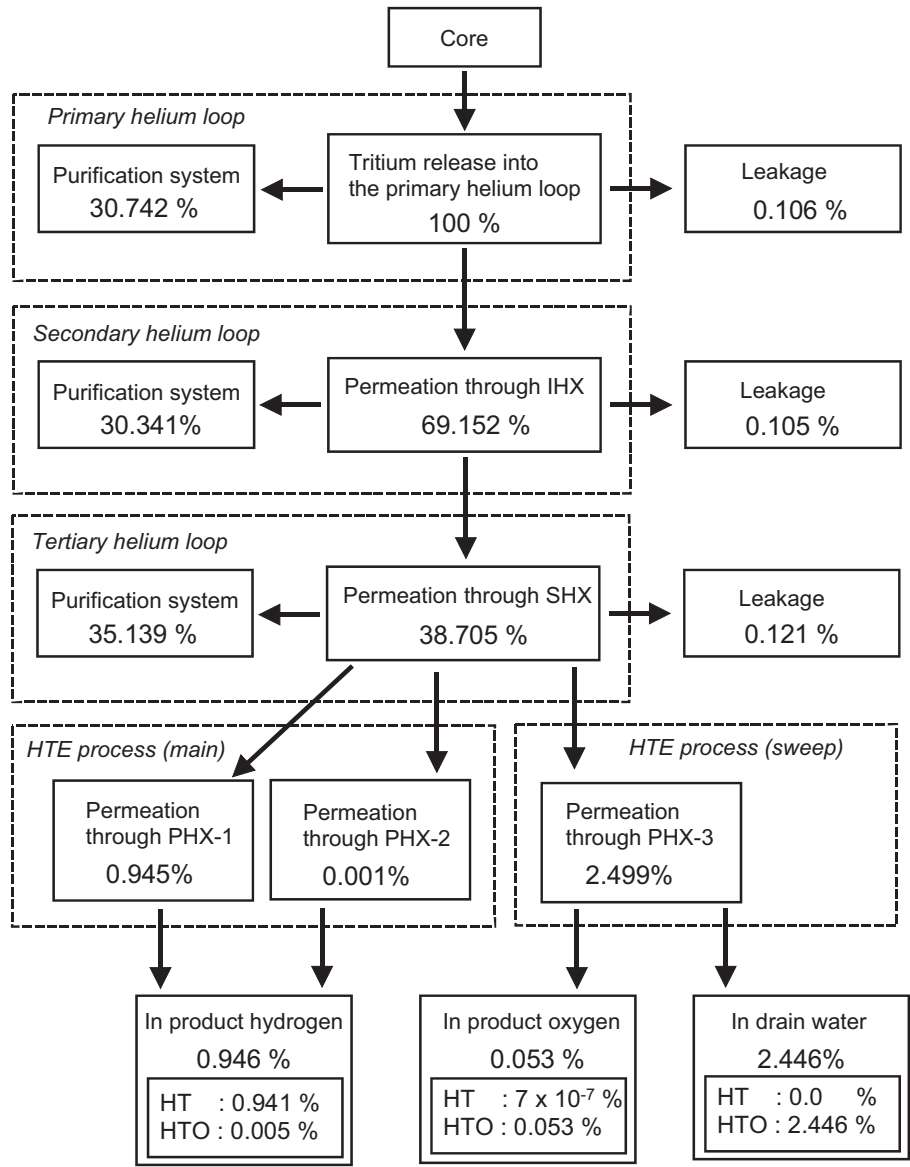 Core
Primary helium loop
Purification system
30.742 %
Tritium release into
the primary helium loop
100 %
Leakage
0.106 %
Secondary helium loop
Purification system
30.341%
Permeation through IHX
69.152 %
Leakage
0.105 %
Tertiary helium loop
Purification system
35.139 %
Permeation through SHX
38.705 %
Leakage
0.121 %
HTE process (main)
Permeation
through PHX-1
0.945%
Permeation
through PHX-2
0.001%
HTE process (sweep)
Permeation
through PHX-3
2.499%
In product hydrogen
0.946 %
HT : 0.941 %
HTO : 0.005 %
In product oxygen
0.053 %
HT : 7 x 10⁻⁷ %
HTO : 0.053 %
In drain water
2.446%
HT : 0.0 %
HTO : 2.446 %